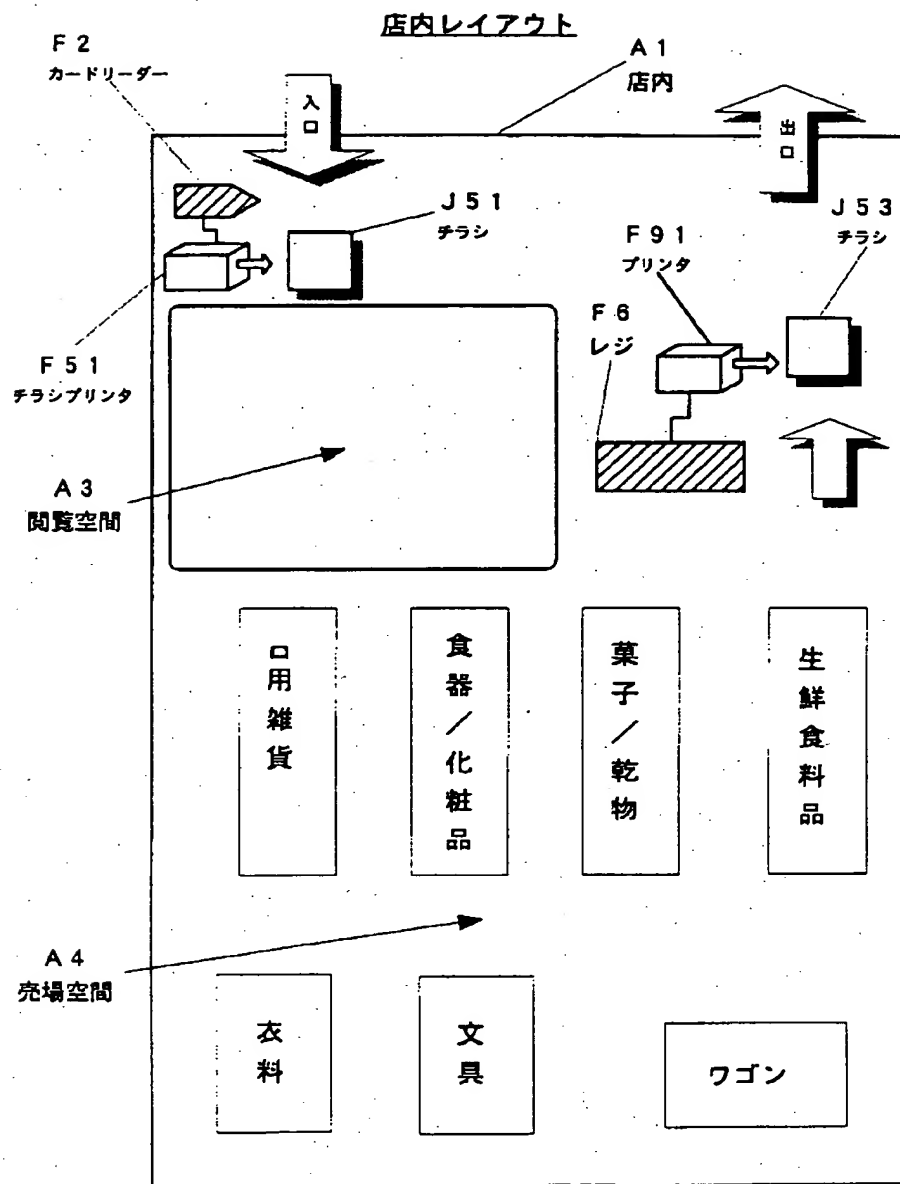 店内レイアウト
F2
カードリーダー
A1
店内
入口
出口
J51
チラシ
F91
プリンタ
J53
チラシ
F6
レジ
F51
チラシプリンタ
A3
閲覧空間
口用雑貨
食器／化粧品
菓子／乾物
生鮮食料品
A4
売場空間
衣料
文具
ワゴン